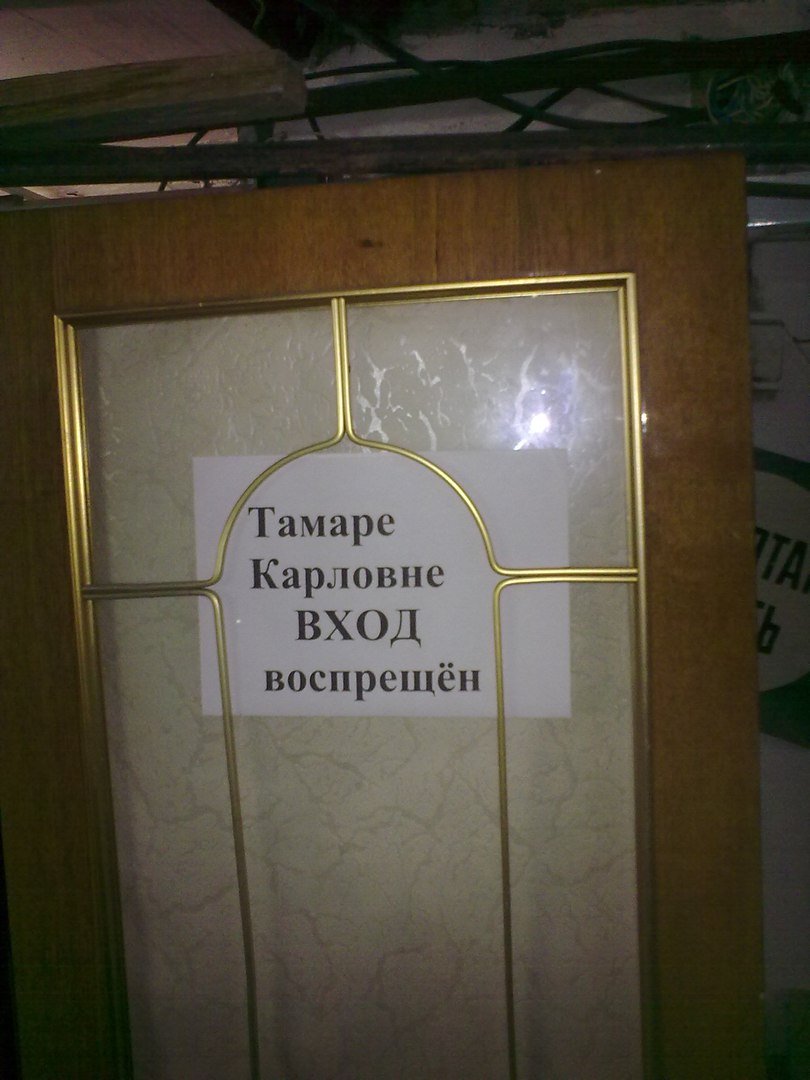 Тамаре
Карловне
ВХОД
воспрещён